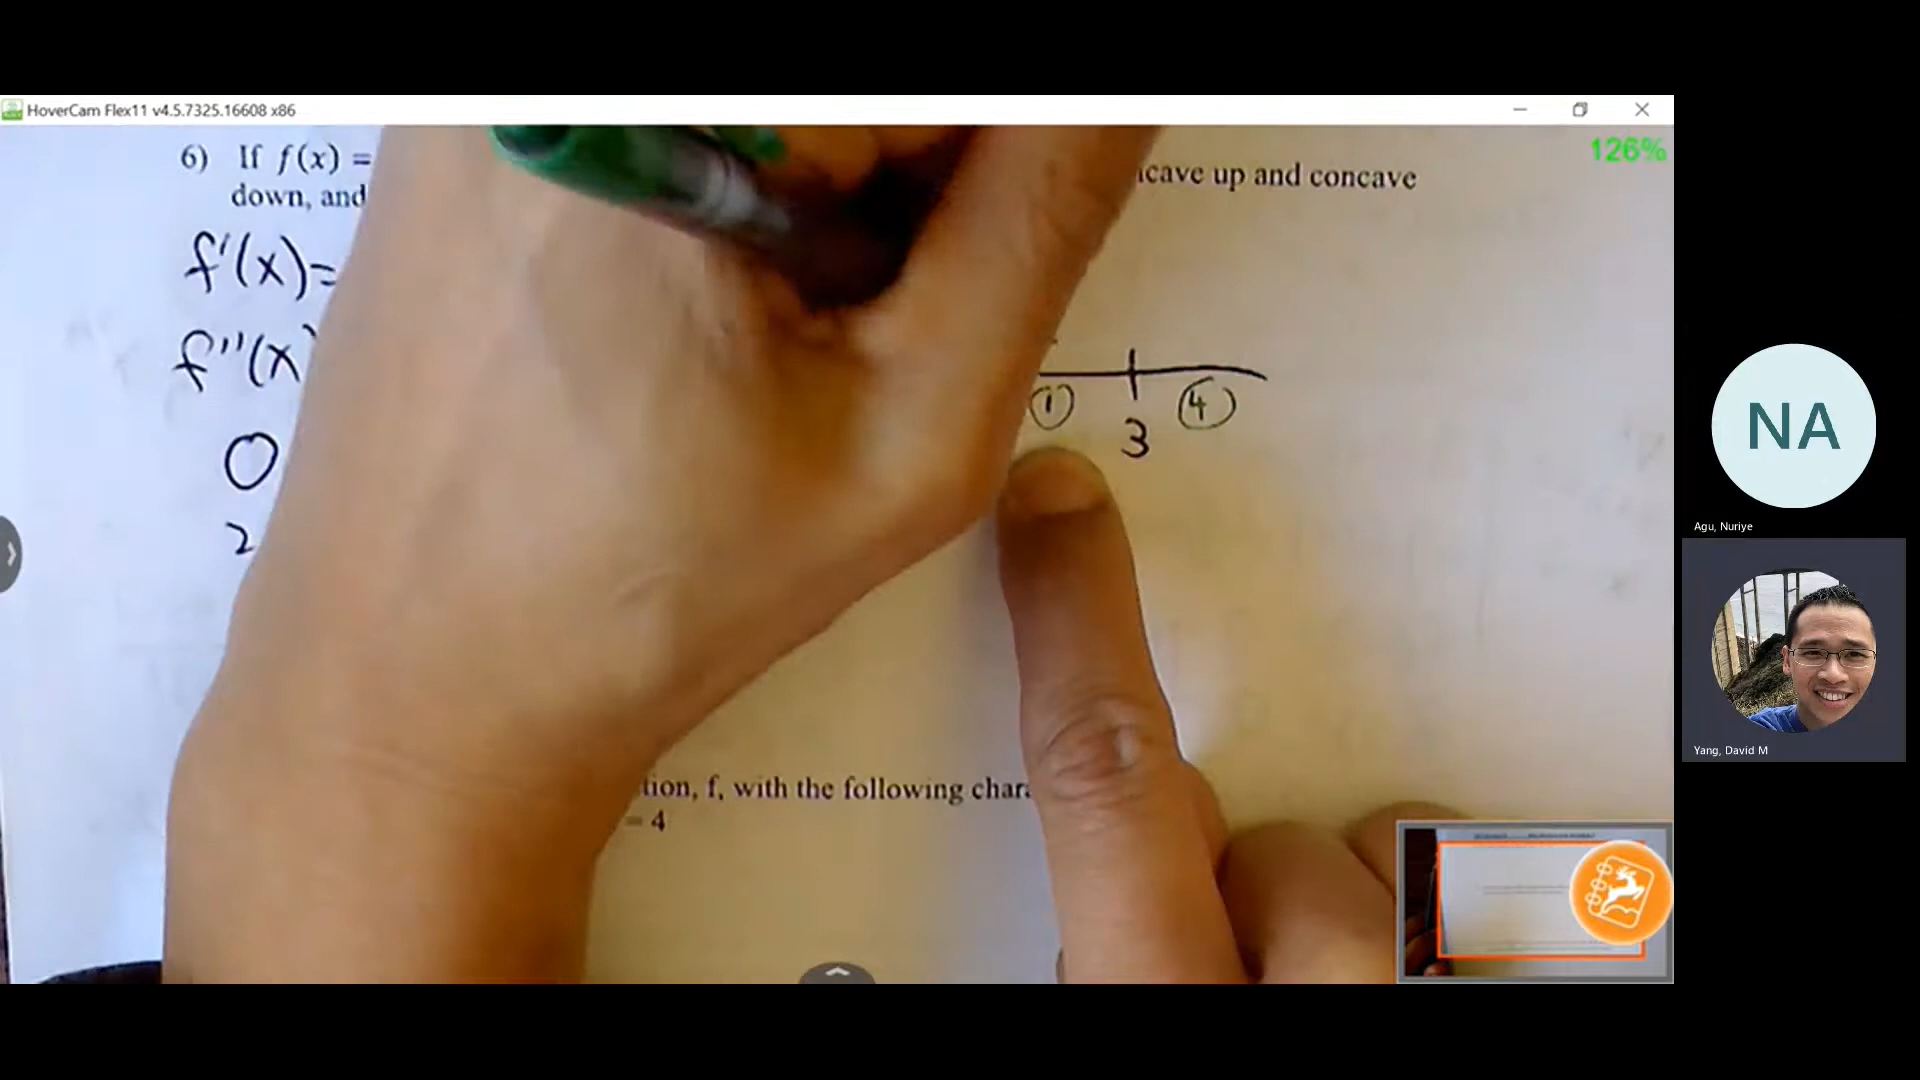 HoverCam Flex11 v4.5.7325.16608 x86
126%
6) If f(x) =
ncave up and concave
down, and
f'(x)=
f''(x)
0
2
1
4
3
tion, f, with the following chara
= 4
NA
Agu, Nuriye
Yang, David M